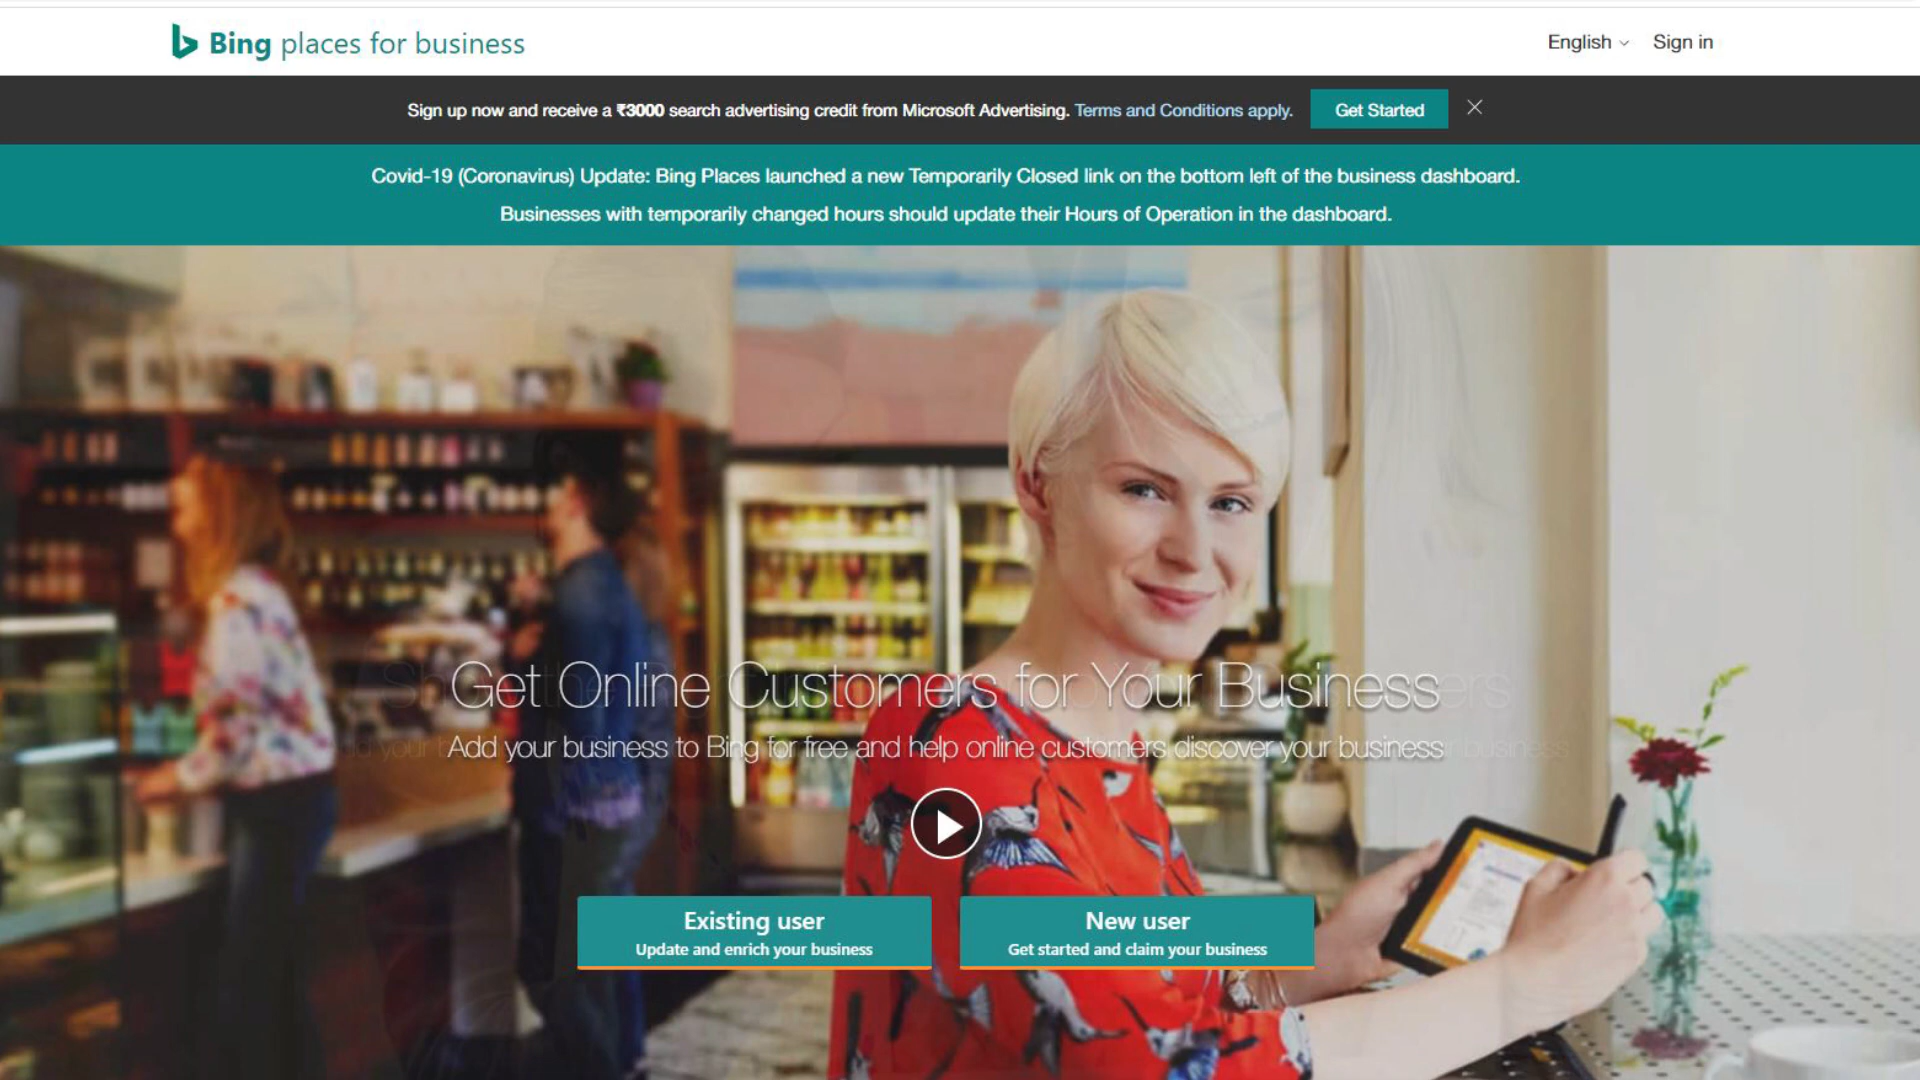 Bing places for business
English
Sign in
Sign up now and receive a ₹3000 search advertising credit from Microsoft Advertising. Terms and Conditions apply.
Get Started
Covid-19 (Coronavirus) Update: Bing Places launched a new Temporarily Closed link on the bottom left of the business dashboard.
Businesses with temporarily changed hours should update their Hours of Operation in the dashboard.
Get Online Customers for Your Business
Add your business to Bing for free and help online customers discover your business
Existing user
Update and enrich your business
New user
Get started and claim your business